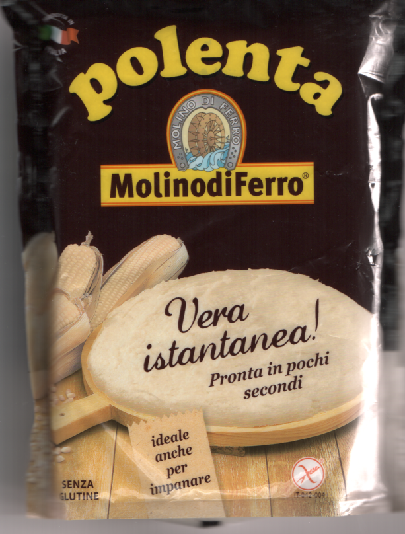 polenta
MOLINO DI FERRO
MolinodiFerro®
Vera
istantanea!
Pronta in pochi
secondi
ideale
anche
per
impanare
SENZA
GLUTINE